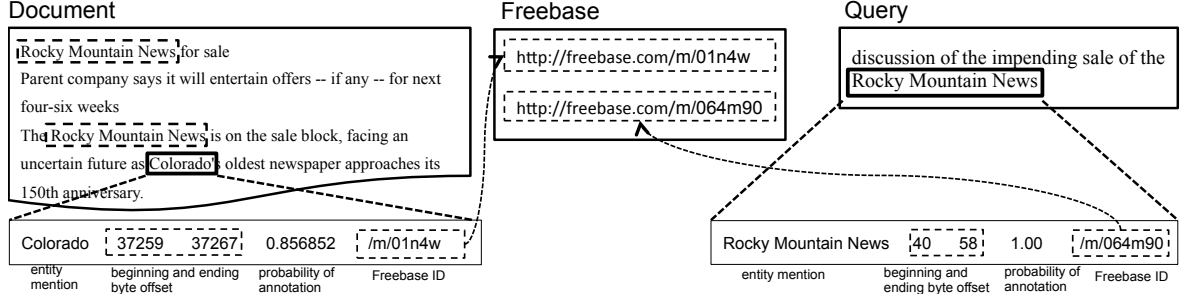 Document
Rocky Mountain News for sale
Parent company says it will entertain offers -- if any -- for next
four-six weeks
The Rocky Mountain News is on the sale block, facing an
uncertain future as Colorado's oldest newspaper approaches its
150th anniversary.
Colorado 37259 37267 0.856852 /m/01n4w
entity mention
beginning and ending byte offset
probability of annotation
Freebase ID
Freebase
http://freebase.com/m/01n4w
http://freebase.com/m/064m90
Query
discussion of the impending sale of the
Rocky Mountain News
Rocky Mountain News 40 58 1.00 /m/064m90
entity mention
beginning and ending byte offset
probability of annotation
Freebase ID